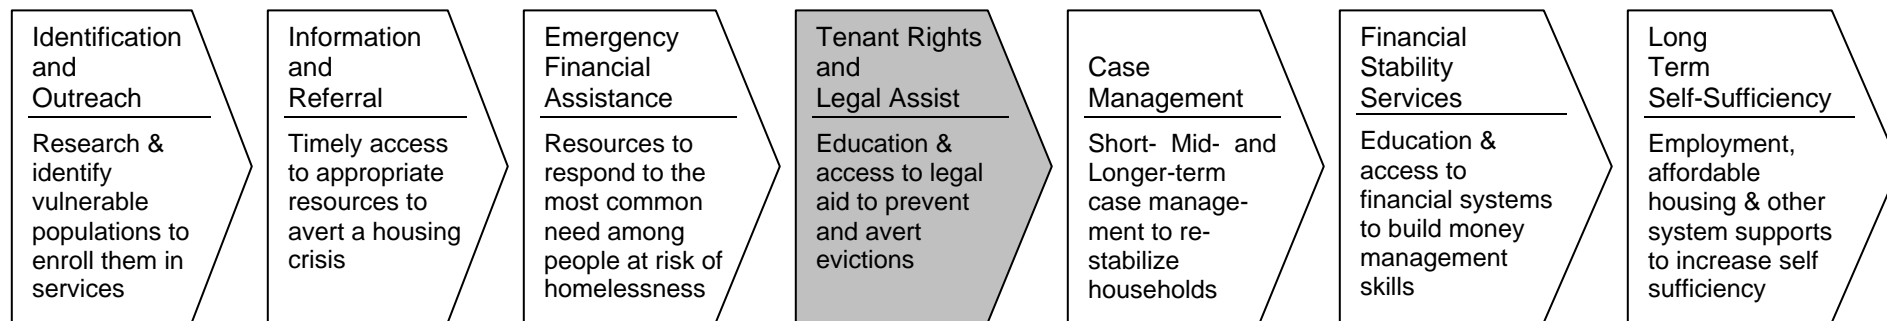 Identification
and
Outreach
Research &
identify
vulnerable
populations to
enroll them in
services
Information
and
Referral
Timely access
to appropriate
resources to
avert a housing
crisis
Emergency
Financial
Assistance
Resources to
respond to the
most common
need among
people at risk of
homelessness
Tenant Rights
and
Legal Assist
Education &
access to legal
aid to prevent
and avert
evictions
Case
Management
Short- Mid- and
Longer-term
case manage-
ment to re-
stabilize
households
Financial
Stability
Services
Education &
access to
financial systems
to build money
management
skills
Long
Term
Self-Sufficiency
Employment,
affordable
housing & other
system supports
to increase self
sufficiency